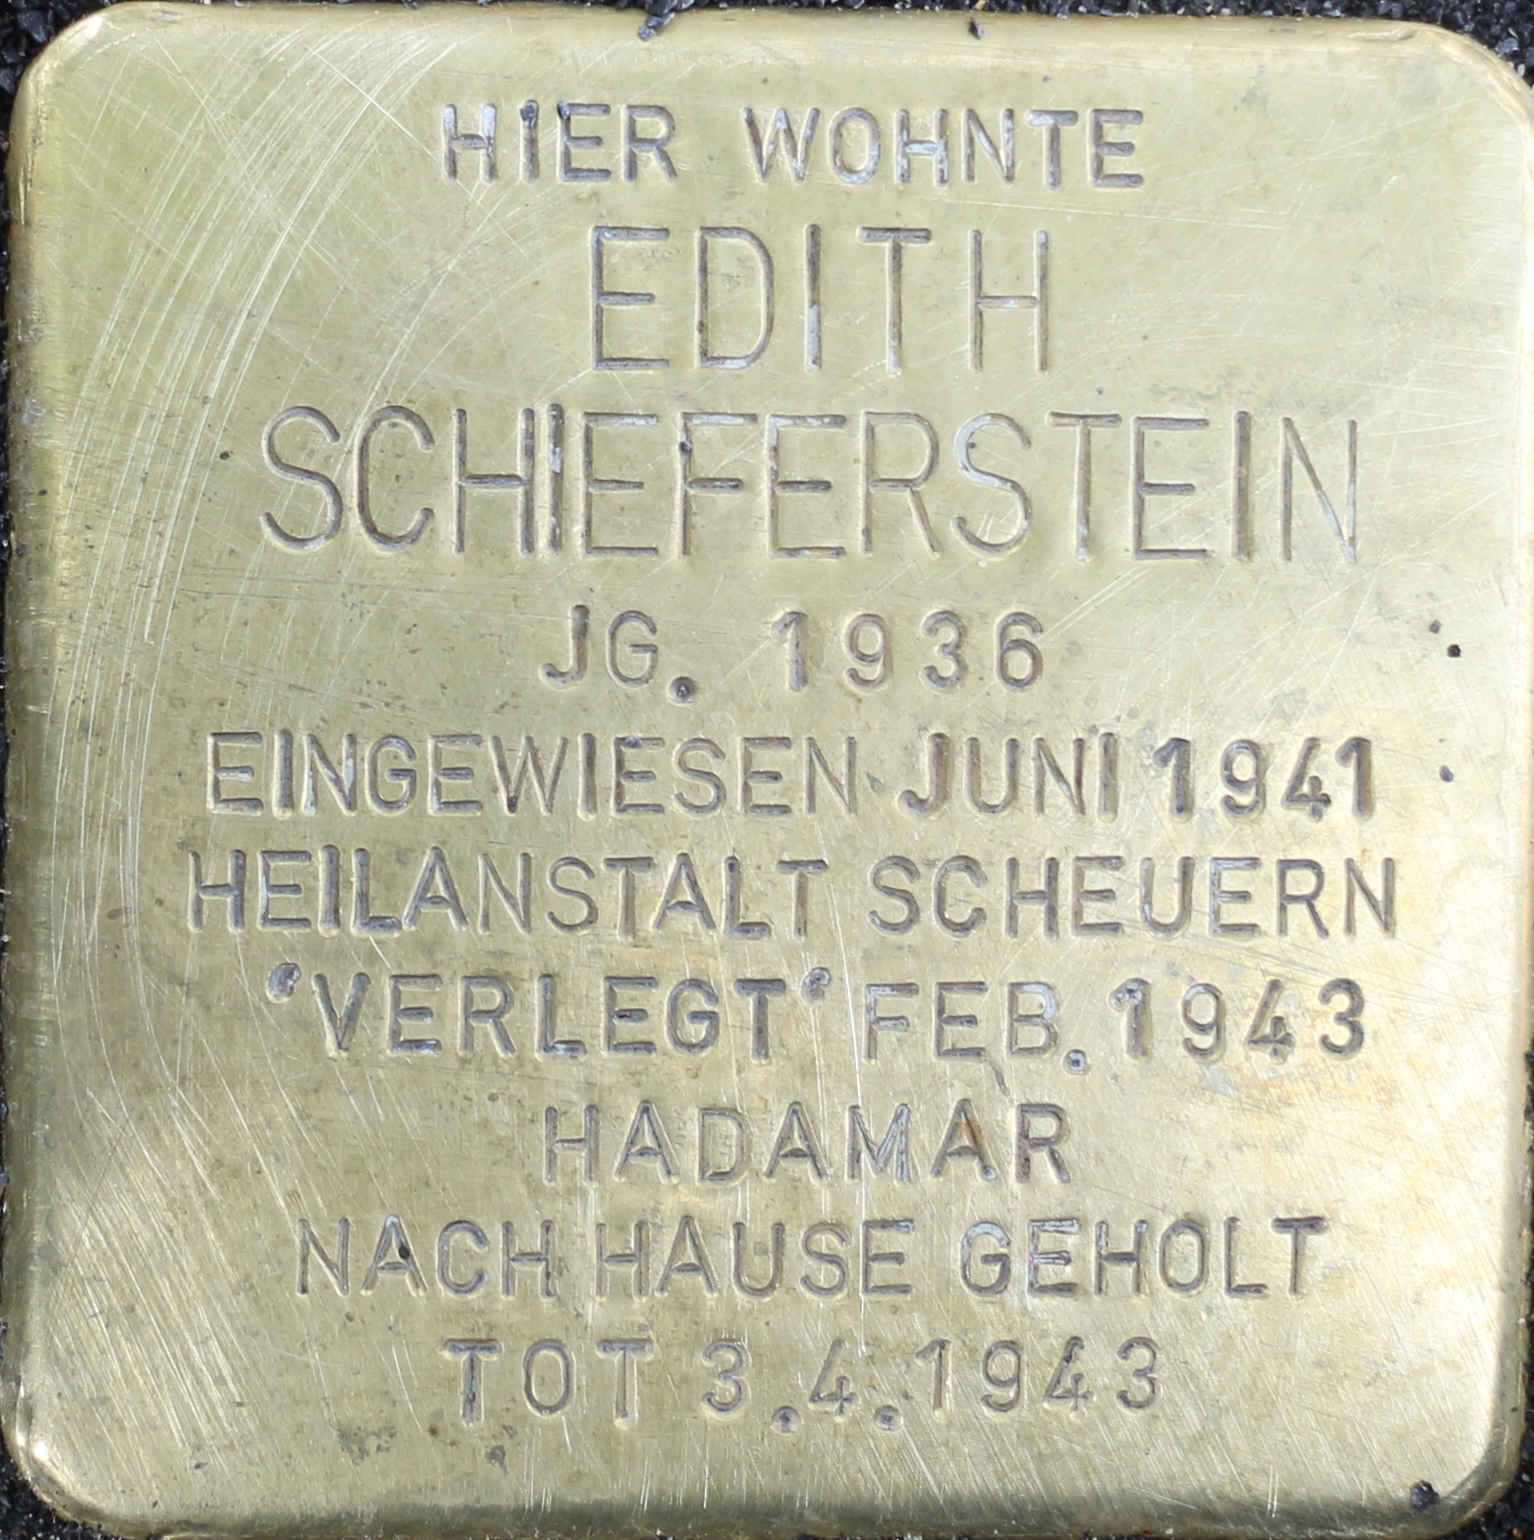 HIER WOHNTE
EDITH
SCHIEFERSTEIN
JG. 1936
EINGEWIESEN JUNI 1941
HEILANSTALT SCHEUERN
‘VERLEGT‘ FEB. 1943
HADAMAR
NACH HAUSE GEHOLT
TOT 3.4.1943